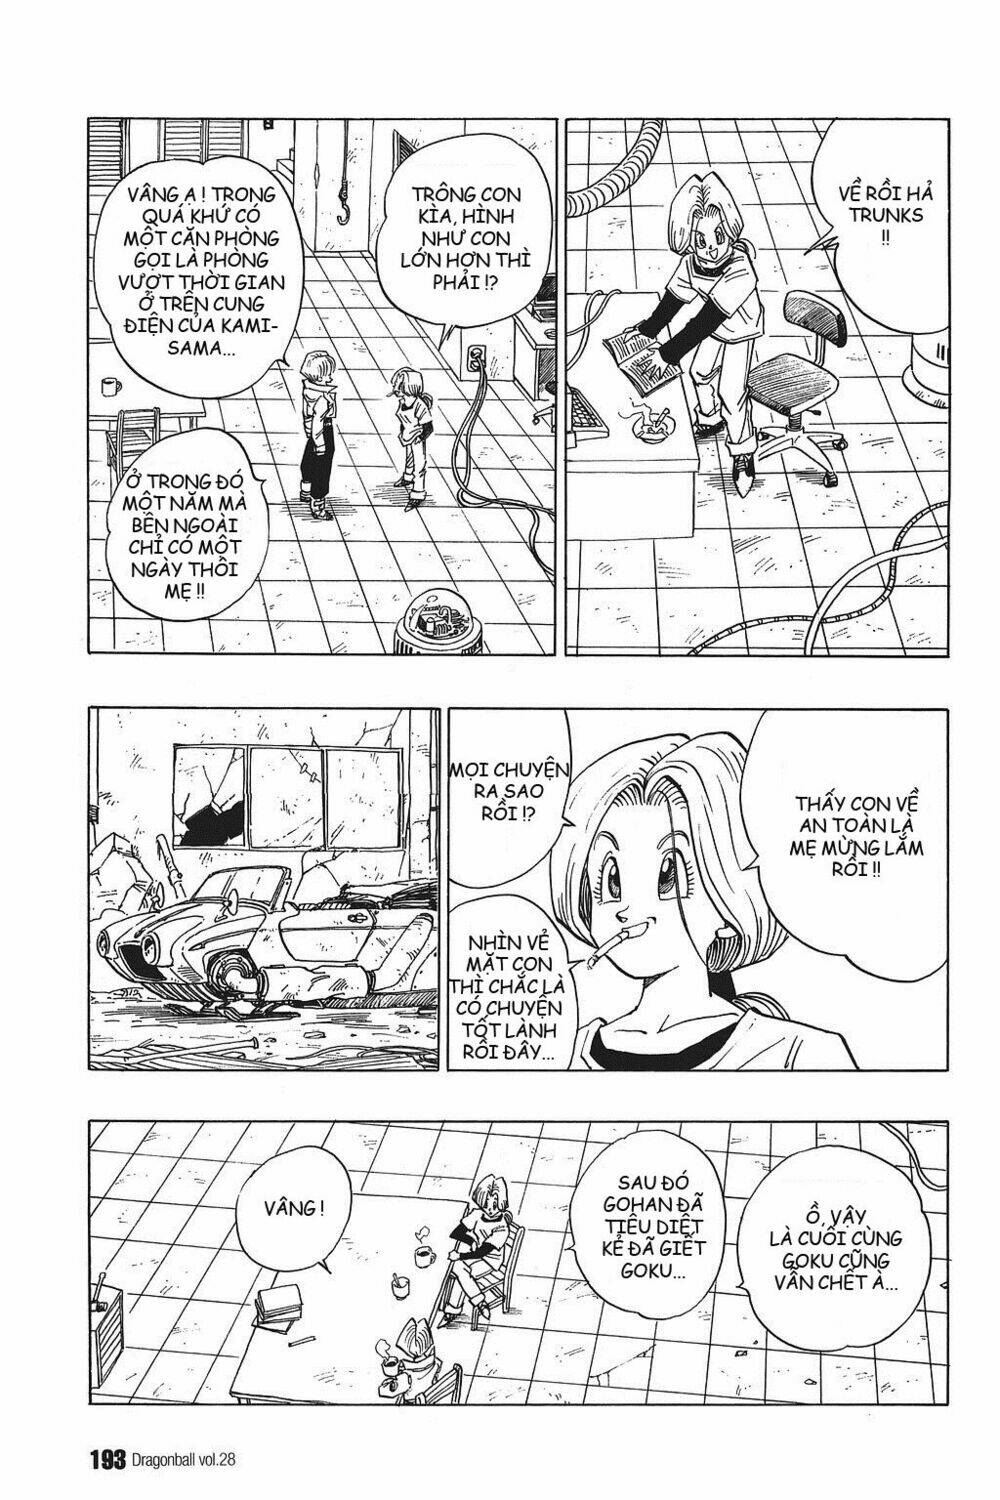 VỀ RỒI HẢ
TRUNKS
!!
TRÔNG CON
KÌA, HÌNH
NHƯ CON
LỚN HƠN THÌ
PHẢI !?
VÂNG Ạ ! TRONG
QUÁ KHỨ CÓ
MỘT CĂN PHÒNG
GỌI LÀ PHÒNG
VƯỢT THỜI GIAN
Ở TRÊN CUNG
ĐIỆN CỦA KAMI-
SAMA...
Ở TRONG ĐÓ
MỘT NĂM MÀ
BÊN NGOÀI
CHỈ CÓ MỘT
NGÀY THÔI
MẸ !!
THẤY CON VỀ
AN TOÀN LÀ
MẸ MỪNG LẮM
RỒI !!
MỌI CHUYỆN
RA SAO
RỒI !?
NHÌN VẺ
MẶT CON
THÌ CHẮC LÀ
CÓ CHUYỆN
TỐT LÀNH
RỒI ĐÂY...
Ồ, VẬY
LÀ CUỐI CÙNG
GOKU CŨNG
VẪN CHẾT À...
SAU ĐÓ
GOHAN ĐÃ
TIÊU DIỆT
KẺ ĐÃ GIẾT
GOKU...
VÂNG !
193 Dragonball vol.28